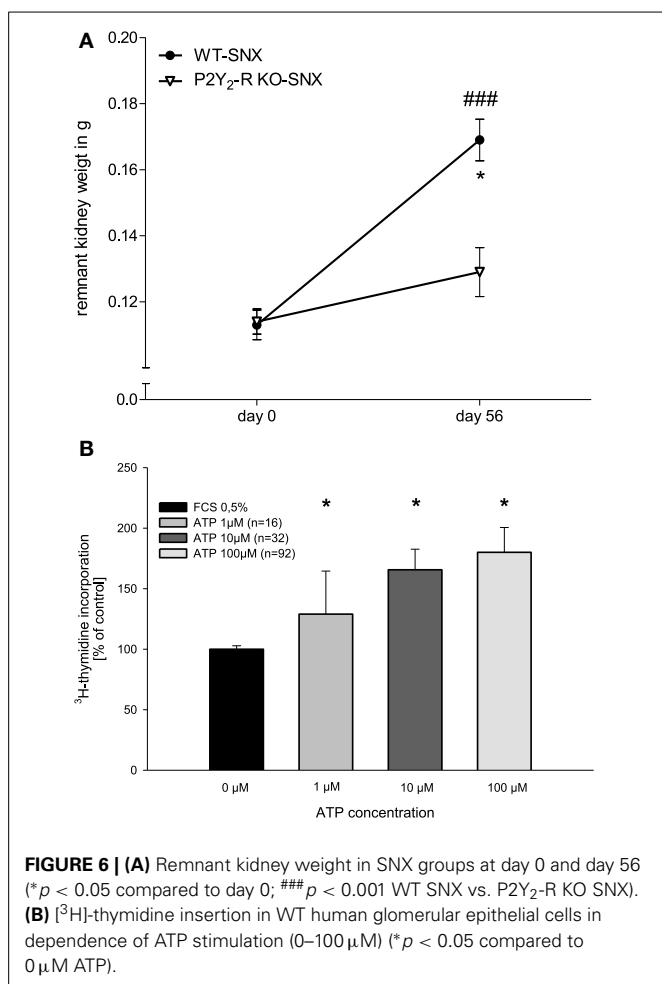 A
0.20
WT-SNX
P2Y₂-R KO-SNX
###
0.18
0.16
*
0.14
0.12
0.0
remnant kidney weigt in g
day 0
day 56
B
250
FCS 0,5%
ATP 1µM (n=16)
ATP 10µM (n=32)
ATP 100µM (n=92)
*
*
*
200
150
100
50
0
³H-thymidine incorporation
[% of control]
0 µM
1 µM
10 µM
100 µM
ATP concentration
FIGURE 6 | (A) Remnant kidney weight in SNX groups at day 0 and day 56
(*p < 0.05 compared to day 0; ###p < 0.001 WT SNX vs. P2Y₂-R KO SNX).
(B) [³H]-thymidine insertion in WT human glomerular epithelial cells in
dependence of ATP stimulation (0–100 µM) (*p < 0.05 compared to
0 µM ATP).